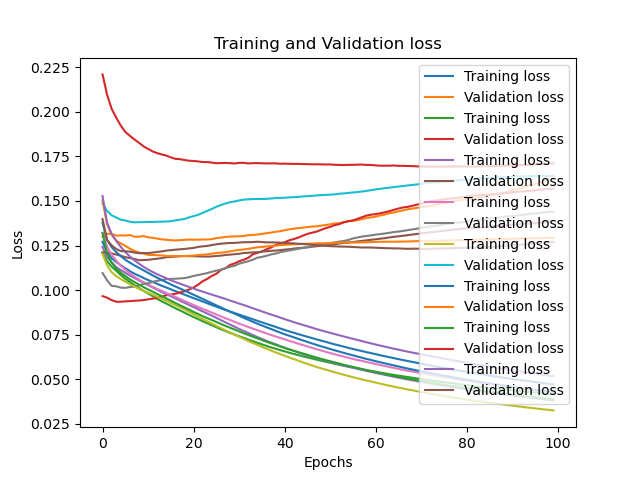 Training and Validation loss
Loss
0.225
0.200
0.175
0.150
0.125
0.100
0.075
0.050
0.025
Training loss
Validation loss
Training loss
Validation loss
Training loss
Validation loss
Training loss
Validation loss
Training loss
Validation loss
Training loss
Validation loss
Training loss
Validation loss
Training loss
Validation loss
0 20 40 60 80 100
Epochs